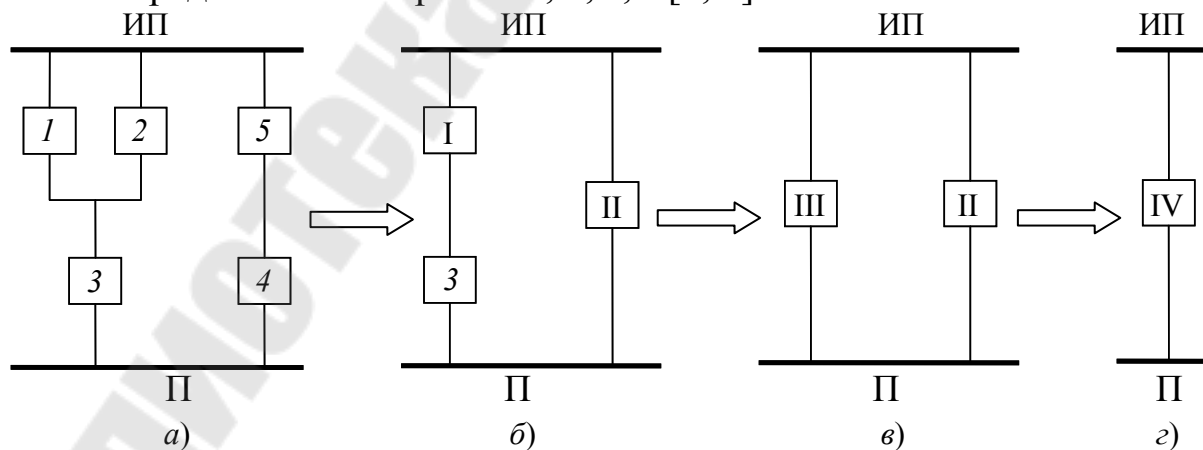 ИП ИП ИП ИП
1 2 5 I II III II IV
3 4 3
П П П П
а) б) в) г)